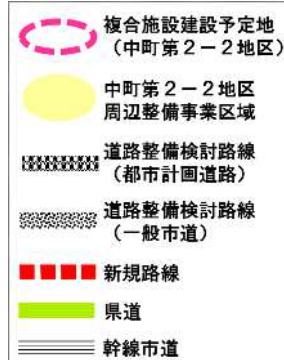 複合施設建設予定地
(中町第2−2地区)
中町第2−2地区
周辺整備事業区域
道路整備検討路線
(都市計画道路)
道路整備検討路線
(一般市道)
新規路線
県道
幹線市道